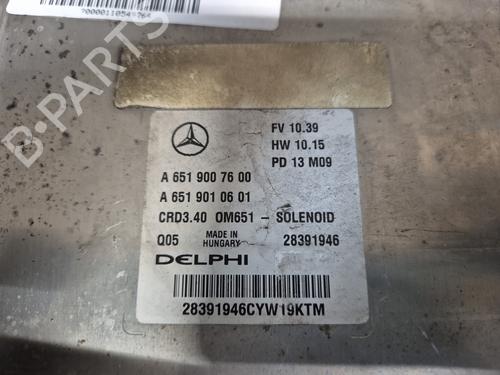 B-PARTS
FV 10.39
HW 10.15
PD 13 M09
A 651 900 76 00
A 651 901 06 01
CRD3.40 OM651 - SOLENOID
Q05 MADE IN HUNGARY 28391946
DELPHI
28391946CYW19KTM